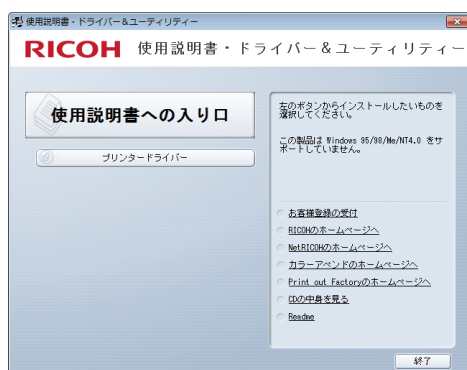 使用説明書・ドライバー&ユーティリティー
RICOH 使用説明書・ドライバー&ユーティリティー
使用説明書への入り口
プリンタードライバー
左のボタンからインストールしたいものを
選択してください。
この製品は Windows 95/98/Me/NT4.0 をサ
ポートしていません。
お客様登録の受付
RICOHのホームページへ
NetRICOHのホームページへ
カラーアペンドのホームページへ
Print out Factoryのホームページへ
CDの中身を見る
Readme
終了